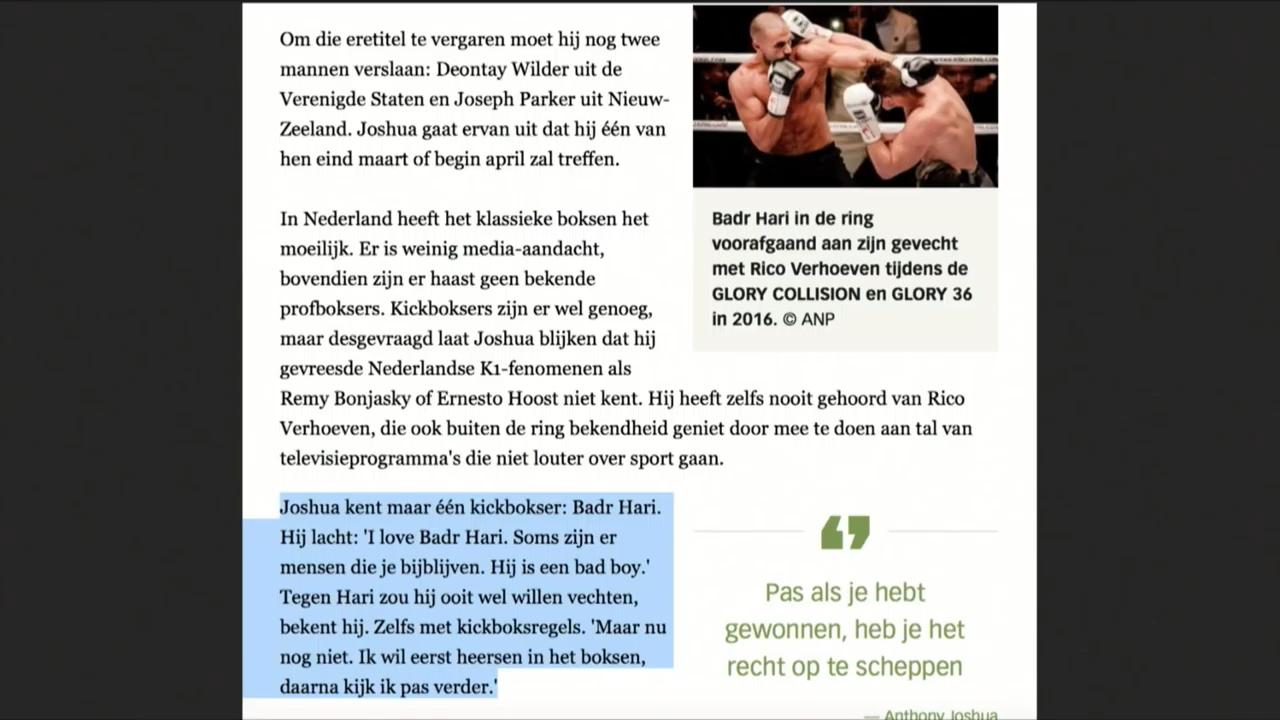 Om die eretitel te vergaren moet hij nog twee
mannen verslaan: Deontay Wilder uit de
Verenigde Staten en Joseph Parker uit Nieuw-
Zeeland. Joshua gaat ervan uit dat hij één van
hen eind maart of begin april zal treffen.
In Nederland heeft het klassieke boksen het
moeilijk. Er is weinig media-aandacht,
bovendien zijn er haast geen bekende
profboksers. Kickboksers zijn er wel genoeg,
maar desgevraagd laat Joshua blijken dat hij
gevreesde Nederlandse K1-fenomenen als
Remy Bonjasky of Ernesto Hoost niet kent. Hij heeft zelfs nooit gehoord van Rico
Verhoeven, die ook buiten de ring bekendheid geniet door mee te doen aan tal van
televisieprogramma's die niet louter over sport gaan.
Badr Hari in de ring
voorafgaand aan zijn gevecht
met Rico Verhoeven tijdens de
GLORY COLLISION en GLORY 36
in 2016. © ANP
Joshua kent maar één kickbokser: Badr Hari.
Hij lacht: 'I love Badr Hari. Soms zijn er
mensen die je bijblijven. Hij is een bad boy.'
Tegen Hari zou hij ooit wel willen vechten,
bekent hij. Zelfs met kickboksregels. 'Maar nu
nog niet. Ik wil eerst heersen in het boksen,
daarna kijk ik pas verder.'
Pas als je hebt
gewonnen, heb je het
recht op te scheppen
— Anthony Joshua